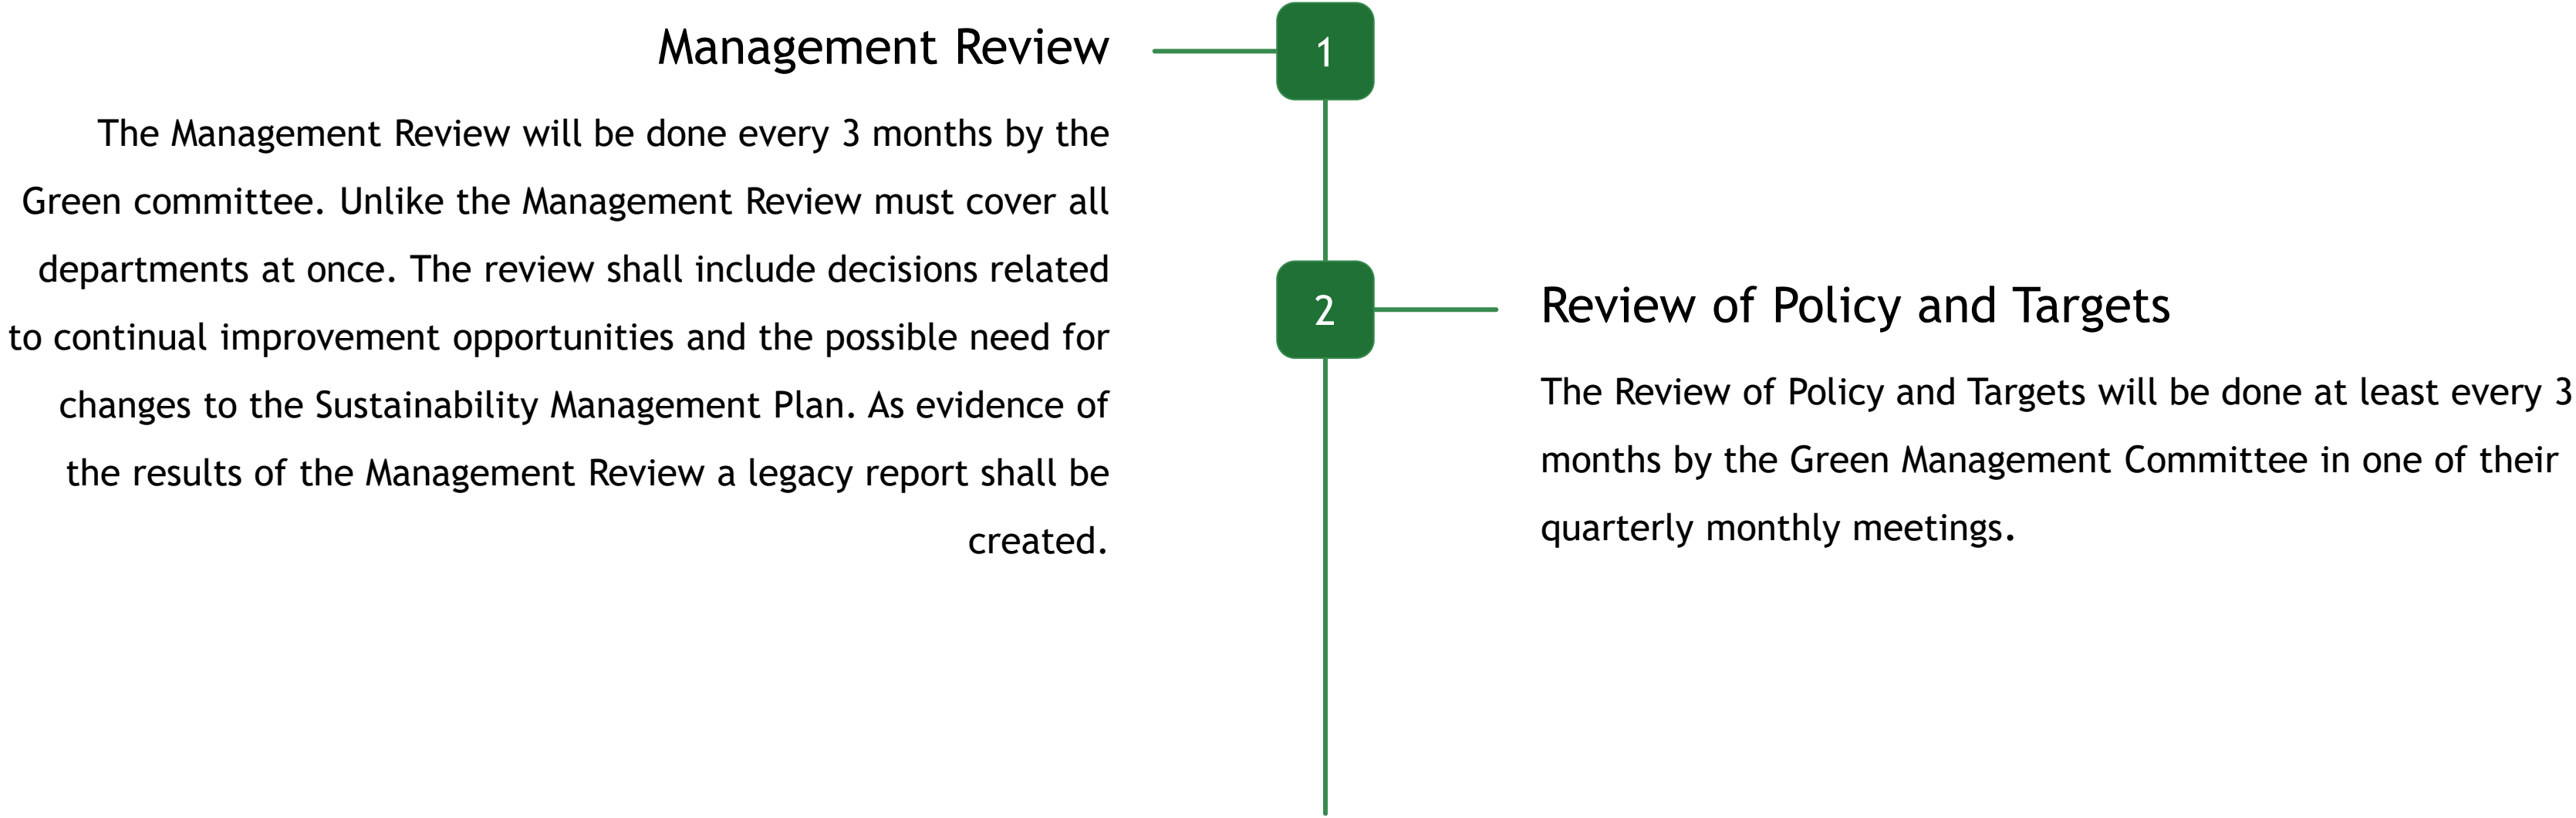 Management Review
1
The Management Review will be done every 3 months by the
Green committee. Unlike the Management Review must cover all
departments at once. The review shall include decisions related
to continual improvement opportunities and the possible need for
changes to the Sustainability Management Plan. As evidence of
the results of the Management Review a legacy report shall be
created.
2
Review of Policy and Targets
The Review of Policy and Targets will be done at least every 3
months by the Green Management Committee in one of their
quarterly monthly meetings.